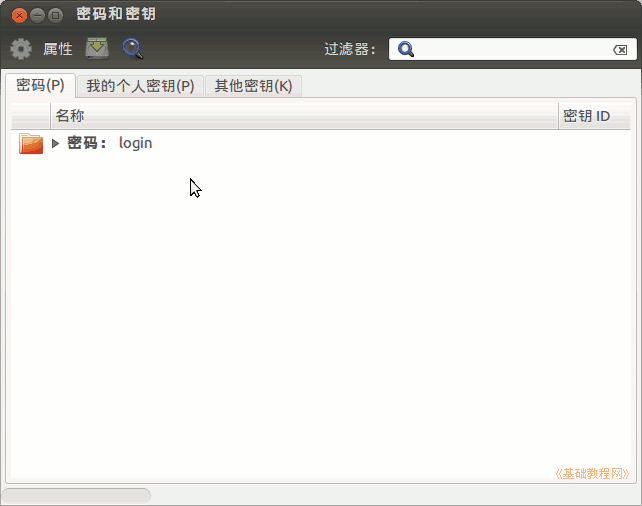 密码和密钥
属性 过滤器：
密码(P) 我的个人密钥(P) 其他密钥(K)
名称 密钥 ID
密码： login
《基础教程网》